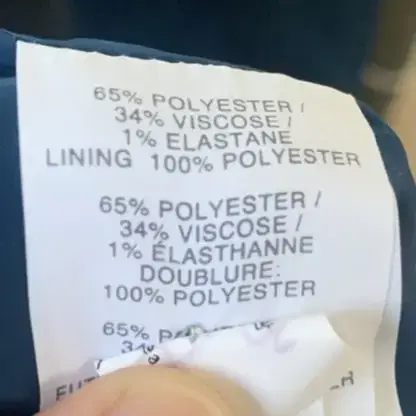 65% POLYESTER /
34% VISCOSE /
1% ELASTANE
LINING 100% POLYESTER
65% POLYESTER /
34% VISCOSE /
1% ÉLASTHANNE
DOUBLURE:
100% POLYESTER
65%